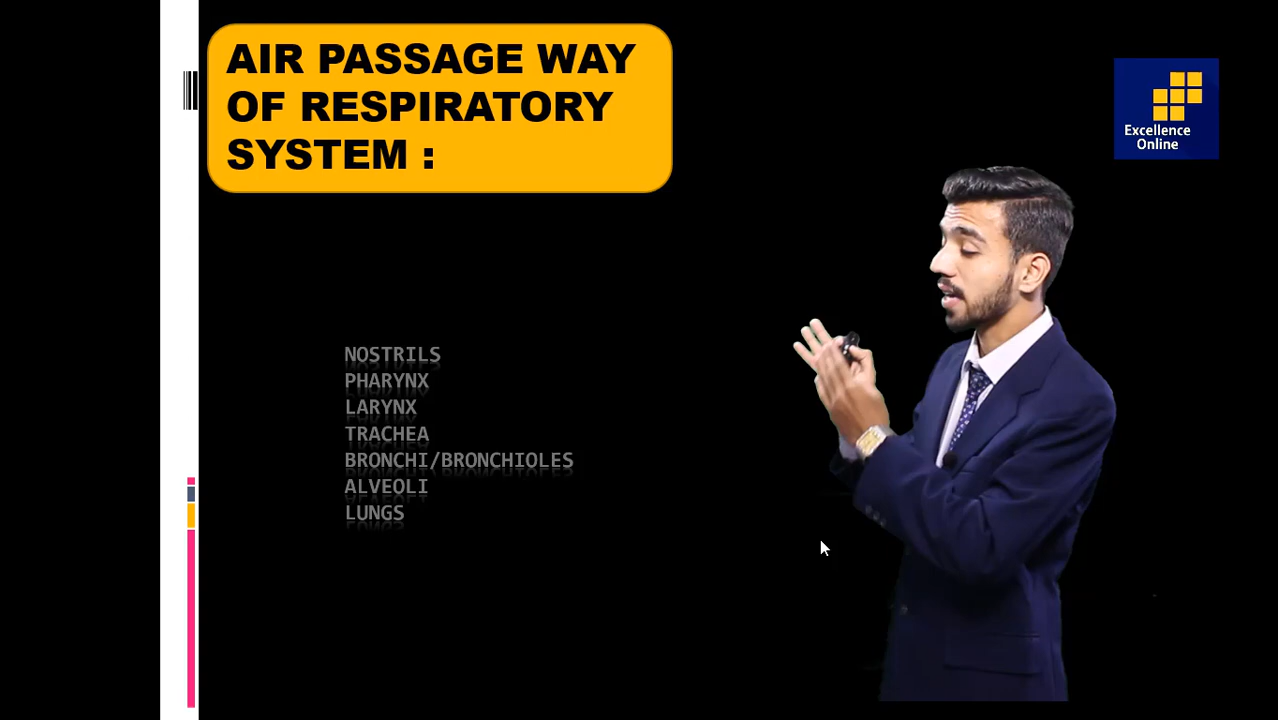 AIR PASSAGE WAY
OF RESPIRATORY
SYSTEM :
Excellence
Online
NOSTRILS
PHARYNX
LARYNX
TRACHEA
BRONCHI/BRONCHIOLES
ALVEOLI
LUNGS